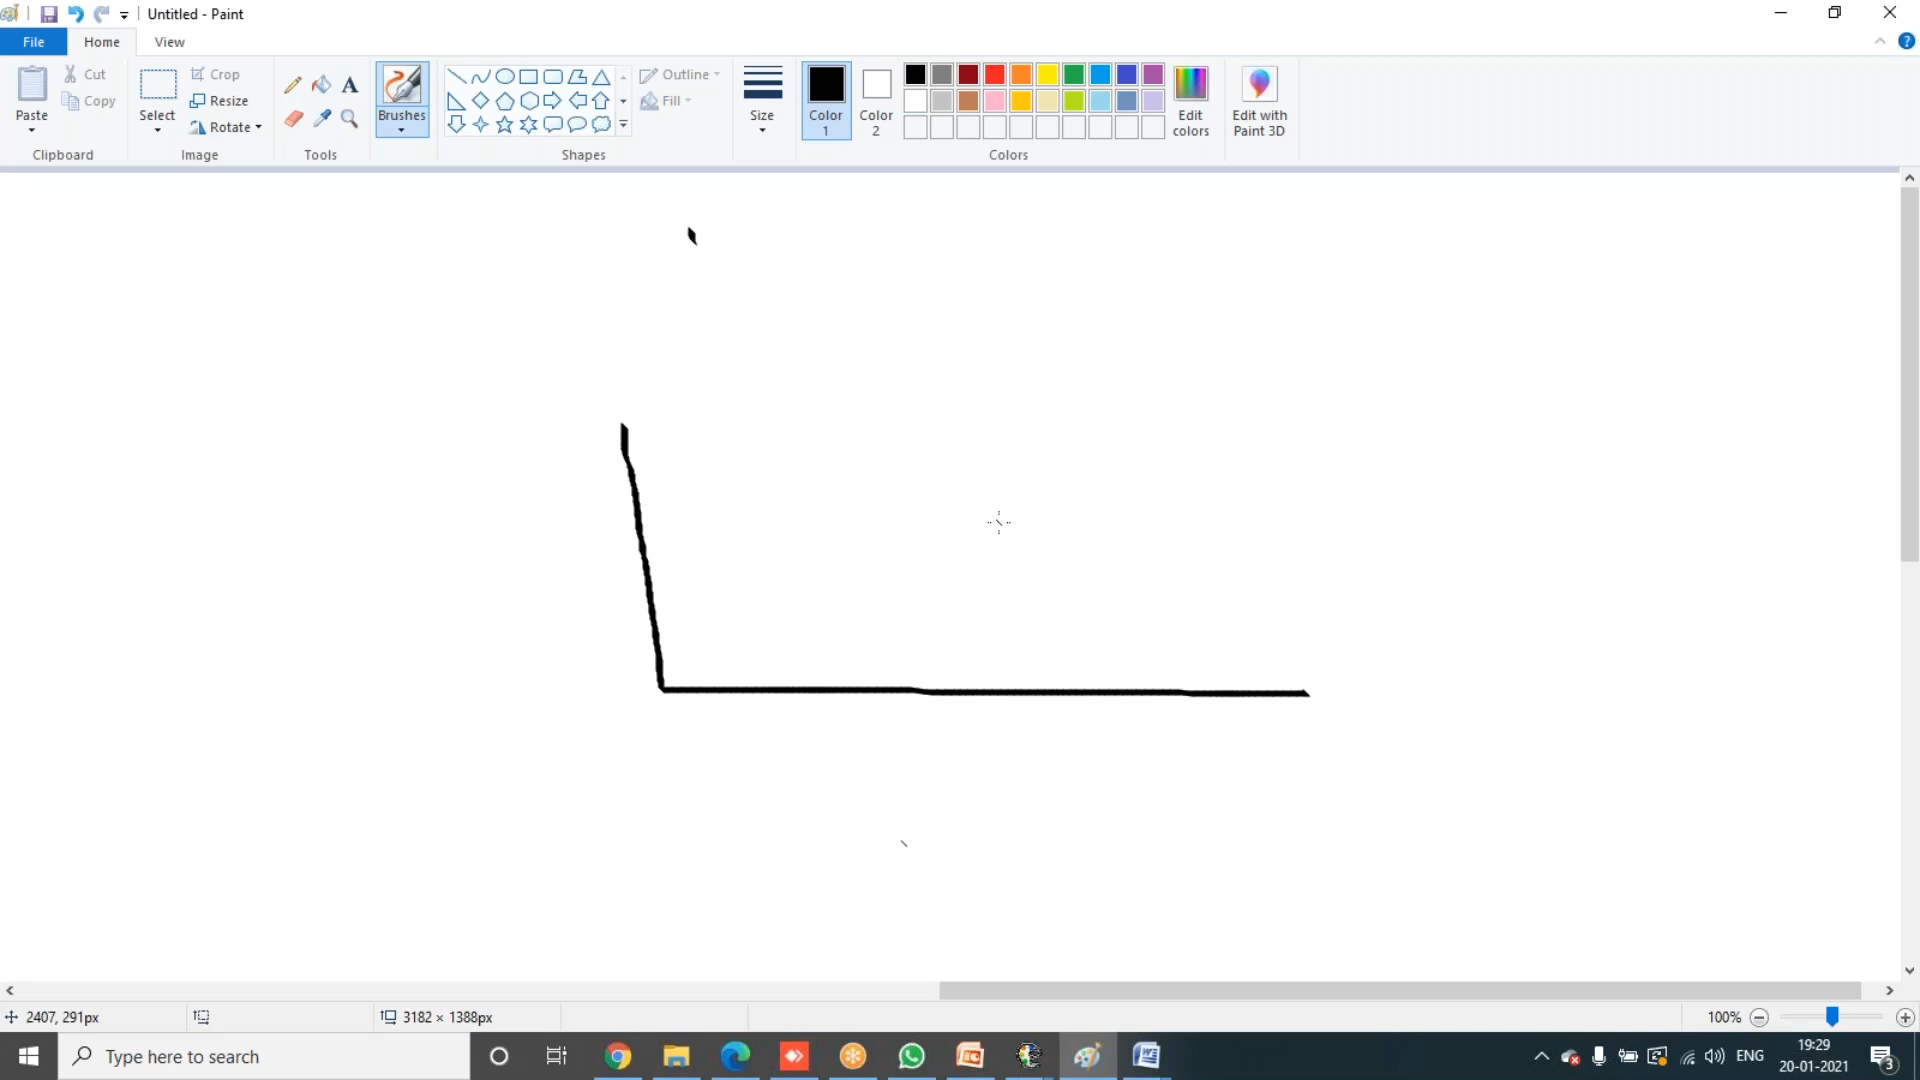 Untitled - Paint
File Home View
Paste
Cut
Copy
Clipboard
Select
Crop
Resize
Rotate
Image
A
Tools
Brushes
Shapes
Outline
Fill
Size
Color 1
Color 2
Edit colors
Colors
Edit with Paint 3D
2407, 291px
3182 × 1388px
100%
Type here to search
ENG
19:29
20-01-2021
3